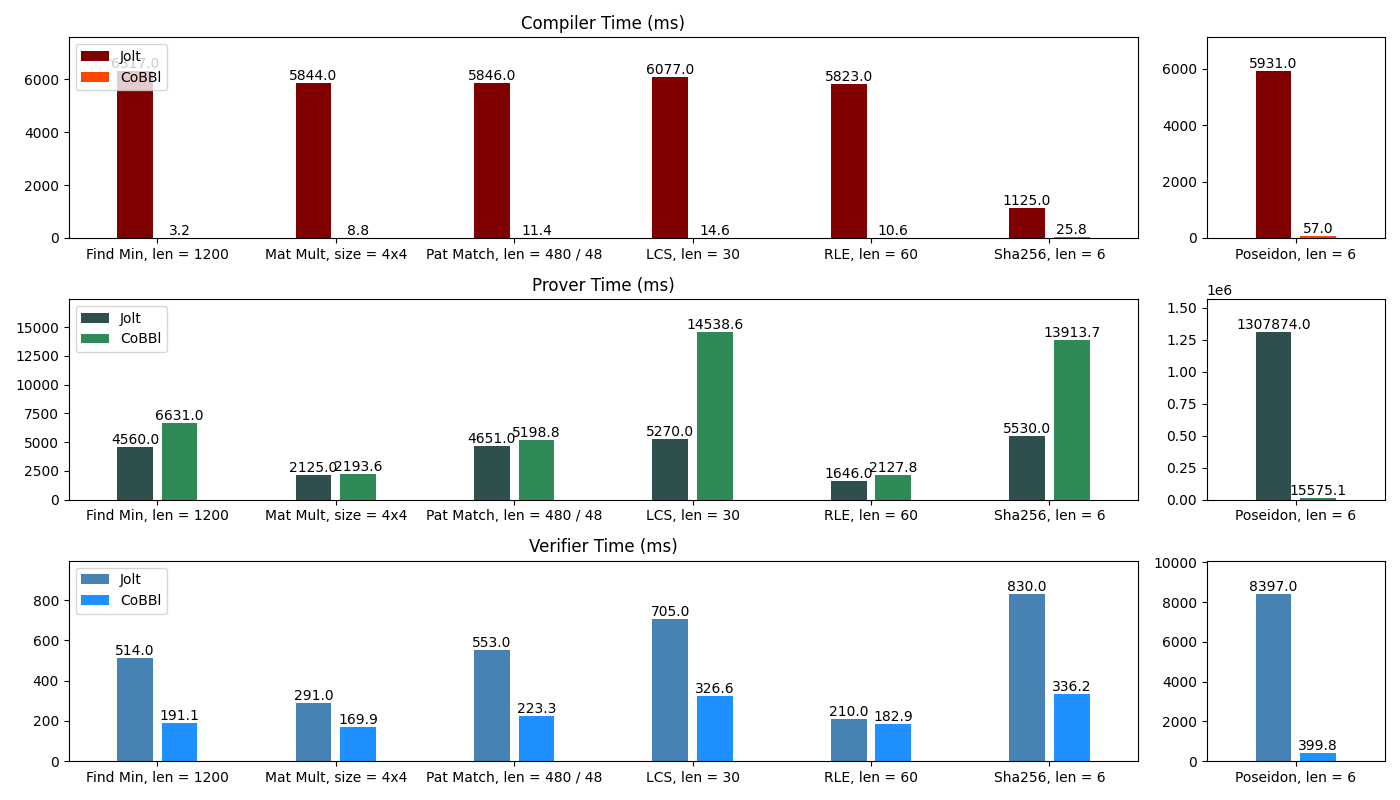 Compiler Time (ms)
Jolt
CoBBl
6317.0
3.2
5844.0
8.8
5846.0
11.4
6077.0
14.6
5823.0
10.6
1125.0
25.8
6000
4000
2000
0
Find Min, len = 1200
Mat Mult, size = 4x4
Pat Match, len = 480 / 48
LCS, len = 30
RLE, len = 60
Sha256, len = 6
5931.0
57.0
6000
4000
2000
0
Poseidon, len = 6
Prover Time (ms)
Jolt
CoBBl
4560.0
6631.0
2125.0
2193.6
4651.0
5198.8
5270.0
14538.6
1646.0
2127.8
5530.0
13913.7
15000
12500
10000
7500
5000
2500
0
Find Min, len = 1200
Mat Mult, size = 4x4
Pat Match, len = 480 / 48
LCS, len = 30
RLE, len = 60
Sha256, len = 6
1e6
1307874.0
15575.1
1.50
1.25
1.00
0.75
0.50
0.25
0.00
Poseidon, len = 6
Verifier Time (ms)
Jolt
CoBBl
514.0
191.1
291.0
169.9
553.0
223.3
705.0
326.6
210.0
182.9
830.0
336.2
800
600
400
200
0
Find Min, len = 1200
Mat Mult, size = 4x4
Pat Match, len = 480 / 48
LCS, len = 30
RLE, len = 60
Sha256, len = 6
8397.0
399.8
10000
8000
6000
4000
2000
0
Poseidon, len = 6